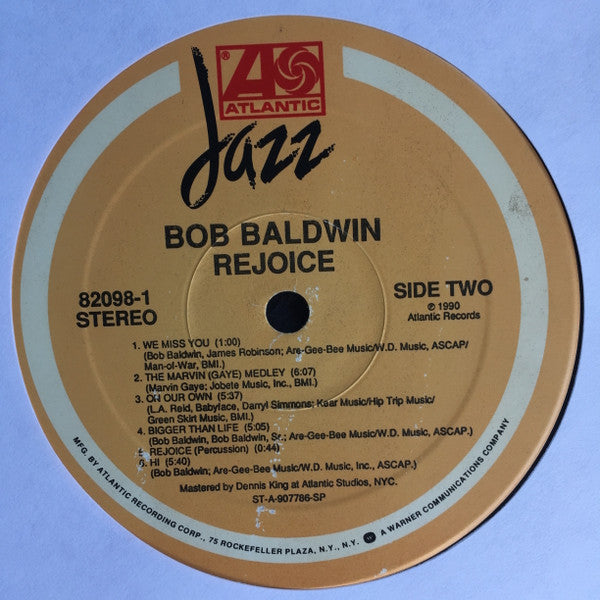 ®
ATLANTIC
Jazz
BOB BALDWIN
REJOICE
82098-1
STEREO
SIDE TWO
℗ 1990
Atlantic Records
1. WE MISS YOU (1:00)
(Bob Baldwin, James Robinson; Are-Gee-Bee Music/W.D. Music, ASCAP/
Man-of-War, BMI.)
2. THE MARVIN (GAYE) MEDLEY (6:07)
(Marvin Gaye; Jobete Music, Inc., BMI.)
3. ON OUR OWN (5:37)
(L.A. Reid, Babyface, Darryl Simmons; Kear Music/Hip Trip Music/
Green Skirt Music, BMI.)
4. BIGGER THAN LIFE (5:05)
(Bob Baldwin, Bob Baldwin, Sr.; Are-Gee-Bee Music/W.D. Music, ASCAP.)
5. REJOICE (Percussion) (0:44)
6. HI (5:40)
(Bob Baldwin; Are-Gee-Bee Music/W.D. Music, Inc., ASCAP.)
Mastered by Dennis King at Atlantic Studios, NYC.
ST-A-907786-SP
MFG. BY ATLANTIC RECORDING CORP., 75 ROCKEFELLER PLAZA, N.Y., N.Y. A WARNER COMMUNICATIONS COMPANY